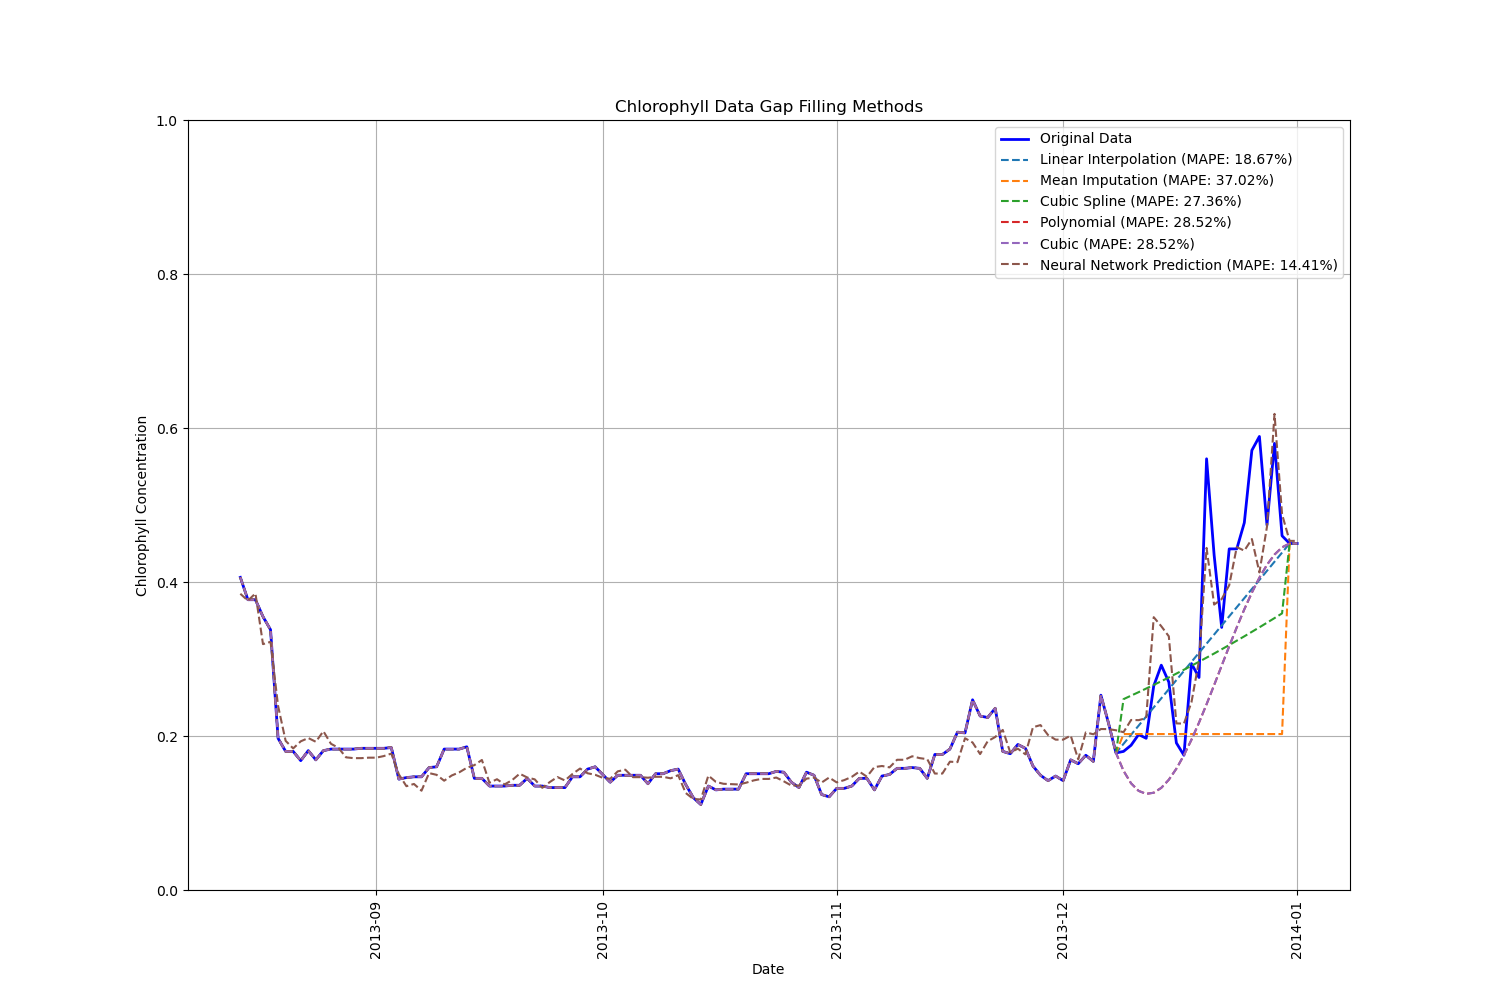 Chlorophyll Data Gap Filling Methods
Original Data
Linear Interpolation (MAPE: 18.67%)
Mean Imputation (MAPE: 37.02%)
Cubic Spline (MAPE: 27.36%)
Polynomial (MAPE: 28.52%)
Cubic (MAPE: 28.52%)
Neural Network Prediction (MAPE: 14.41%)
Chlorophyll Concentration
1.0
0.8
0.6
0.4
0.2
0.0
2013-09
2013-10
2013-11
2013-12
2014-01
Date